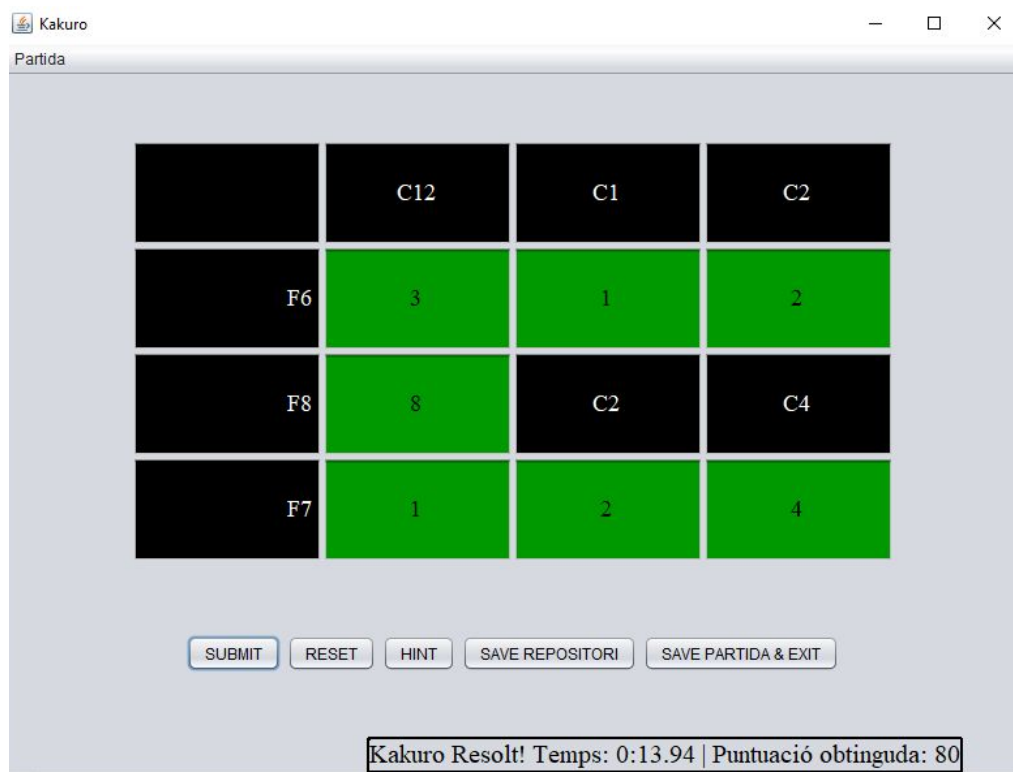 Kakuro
Partida
C12 C1 C2
F6 3 1 2
F8 8 C2 C4
F7 1 2 4
SUBMIT RESET HINT SAVE REPOSITORI SAVE PARTIDA & EXIT
Kakuro Resolt! Temps: 0:13.94 | Puntuació obtinguda: 80